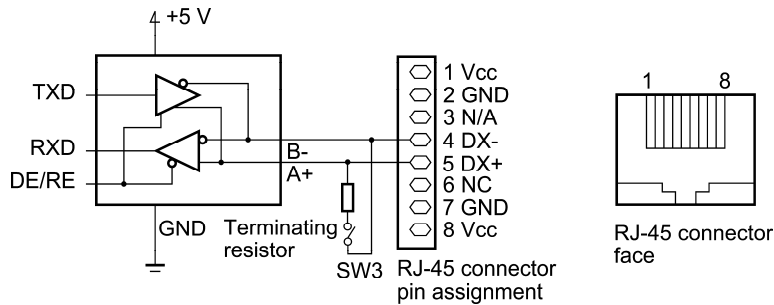 +5 V
TXD
RXD
DE/RE
B-
A+
GND
Terminating
resistor
SW3
1 Vcc
2 GND
3 N/A
4 DX-
5 DX+
6 NC
7 GND
8 Vcc
RJ-45 connector
pin assignment
1 8
RJ-45 connector
face